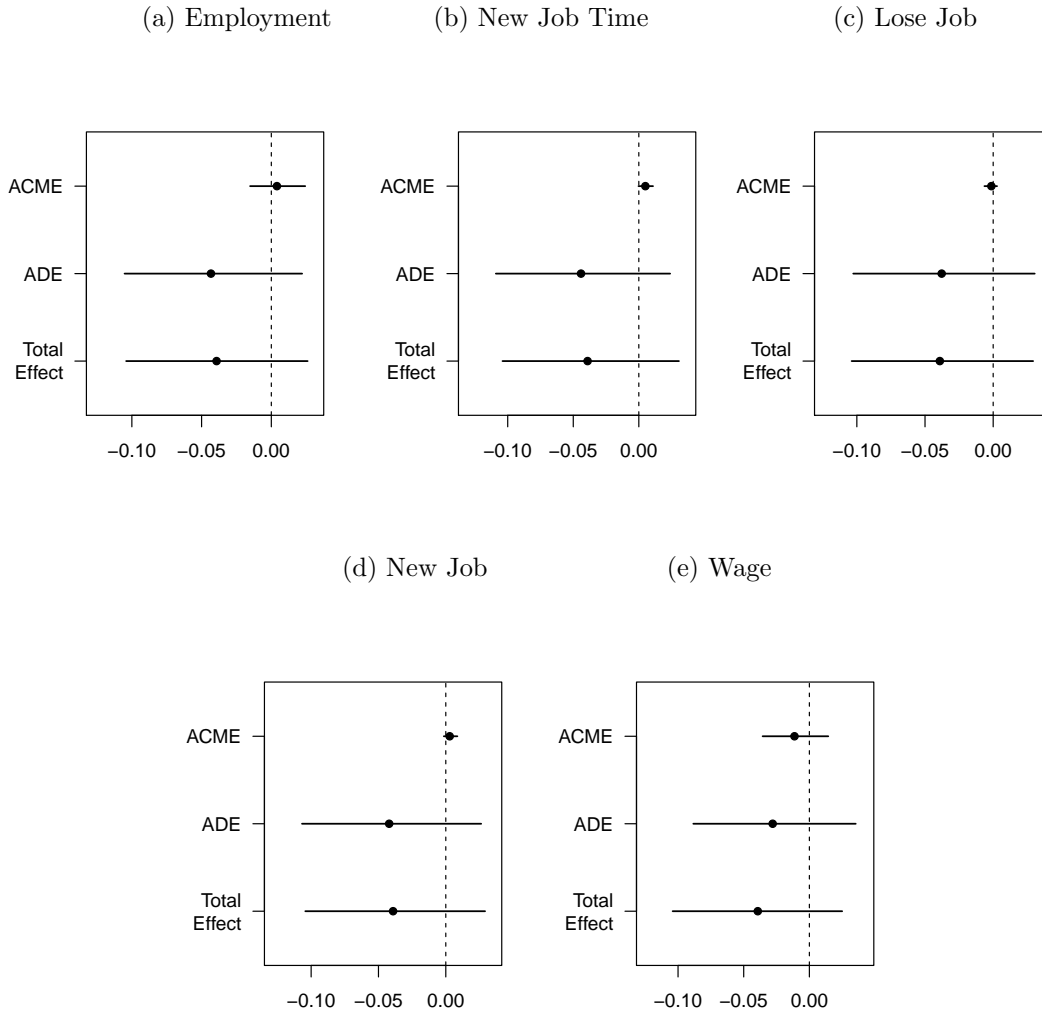 (a) Employment
(b) New Job Time
(c) Lose Job
ACME
ADE
Total
Effect
−0.10
−0.05
0.00
ACME
ADE
Total
Effect
−0.10
−0.05
0.00
ACME
ADE
Total
Effect
−0.10
−0.05
0.00
(d) New Job
(e) Wage
ACME
ADE
Total
Effect
−0.10
−0.05
0.00
ACME
ADE
Total
Effect
−0.10
−0.05
0.00